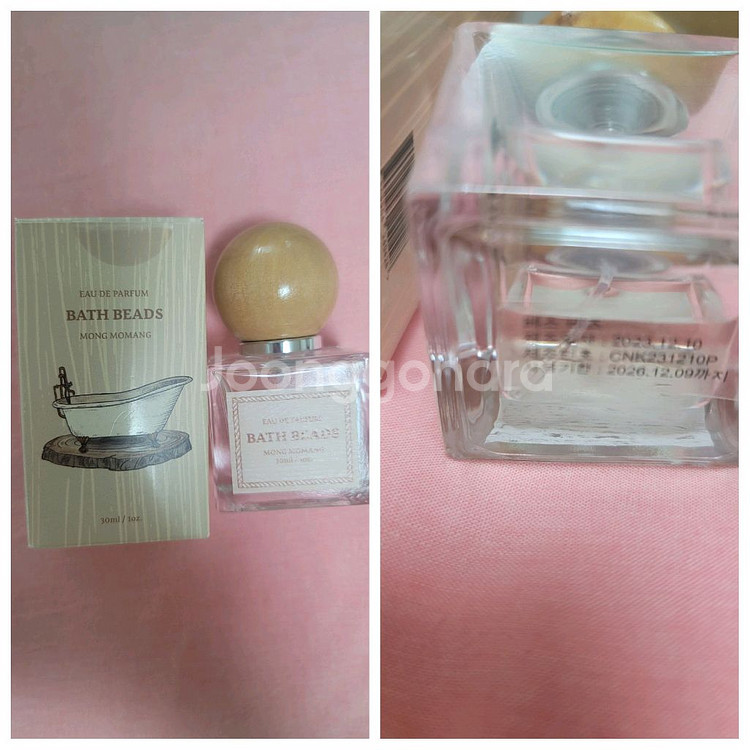 EAU DE PARFUM
BATH BEADS
MONG MOMANG
30ml / 1oz.
EAU DE PARFUM
BATH BEADS
MONG MOMANG
Joonggonara
: 2023.12.10
: CNK231210P
: 2026.12.09까지